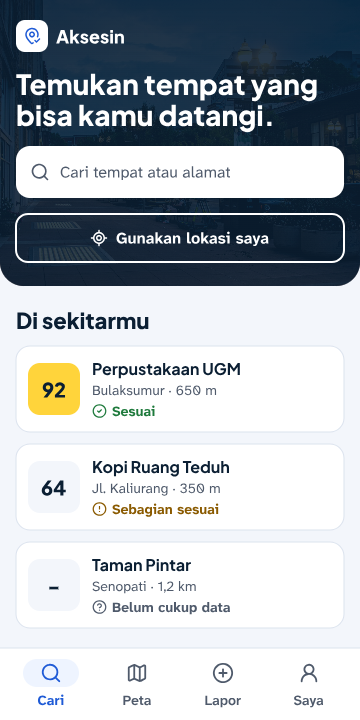 Aksesin
Temukan tempat yang
bisa kamu datangi.
Cari tempat atau alamat
Gunakan lokasi saya
Di sekitarmu
92
Perpustakaan UGM
Bulaksumur · 650 m
Sesuai
64
Kopi Ruang Teduh
Jl. Kaliurang · 350 m
Sebagian sesuai
–
Taman Pintar
Senopati · 1,2 km
Belum cukup data
Cari
Peta
Lapor
Saya